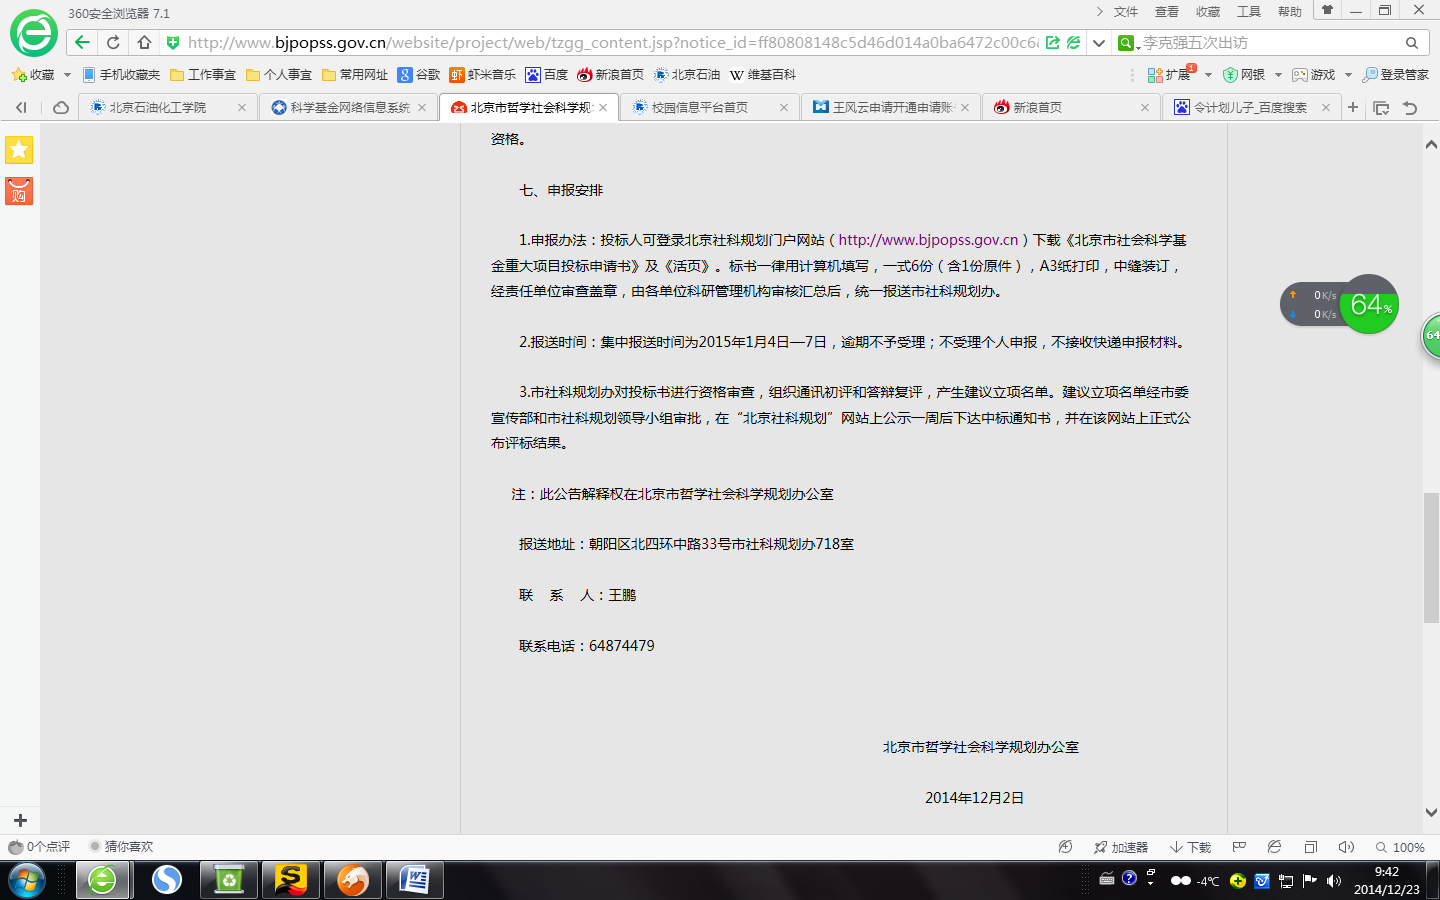 360安全浏览器 7.1
文件 查看 收藏 工具 帮助
http://www.bjpopss.gov.cn/website/project/web/tzgg_content.jsp?notice_id=ff80808148c5d46d014a0ba6472c00c6
李克强五次出访
收藏 手机收藏夹 工作事宜 个人事宜 常用网址 谷歌 虾米音乐 百度 新浪首页 北京石油 维基百科
扩展 1 网银 游戏 登录管家
北京石油化工学院 科学基金网络信息系统 北京市哲学社会科学规 校园信息平台首页 王风云申请开通申请账 新浪首页 令计划儿子_百度搜索
购
资格。
七、申报安排
1.申报办法：投标人可登录北京社科规划门户网站（http://www.bjpopss.gov.cn）下载《北京市社会科学基
金重大项目投标申请书》及《活页》。标书一律用计算机填写，一式6份（含1份原件），A3纸打印，中缝装订，
经责任单位审查盖章，由各单位科研管理机构审核汇总后，统一报送市社科规划办。
2.报送时间：集中报送时间为2015年1月4日—7日，逾期不予受理；不受理个人申报，不接收快递申报材料。
3.市社科规划办对投标书进行资格审查，组织通讯初评和答辩复评，产生建议立项名单。建议立项名单经市委
宣传部和市社科规划领导小组审批，在“北京社科规划”网站上公示一周后下达中标通知书，并在该网站上正式公
布评标结果。
注：此公告解释权在北京市哲学社会科学规划办公室
报送地址：朝阳区北四环中路33号市社科规划办718室
联 系 人：王鹏
联系电话：64874479
北京市哲学社会科学规划办公室
2014年12月2日
0K/s
0K/s
64%
64
0个点评 猜你喜欢
加速器 下载 100%
-4℃
9:42
2014/12/23